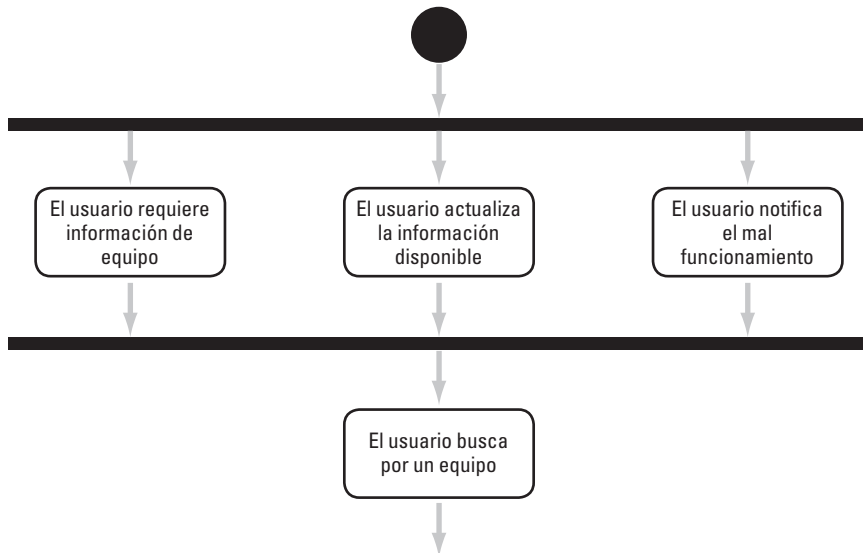 El usuario requiere
información de
equipo
El usuario actualiza
la información
disponible
El usuario notifica
el mal
funcionamiento
El usuario busca
por un equipo